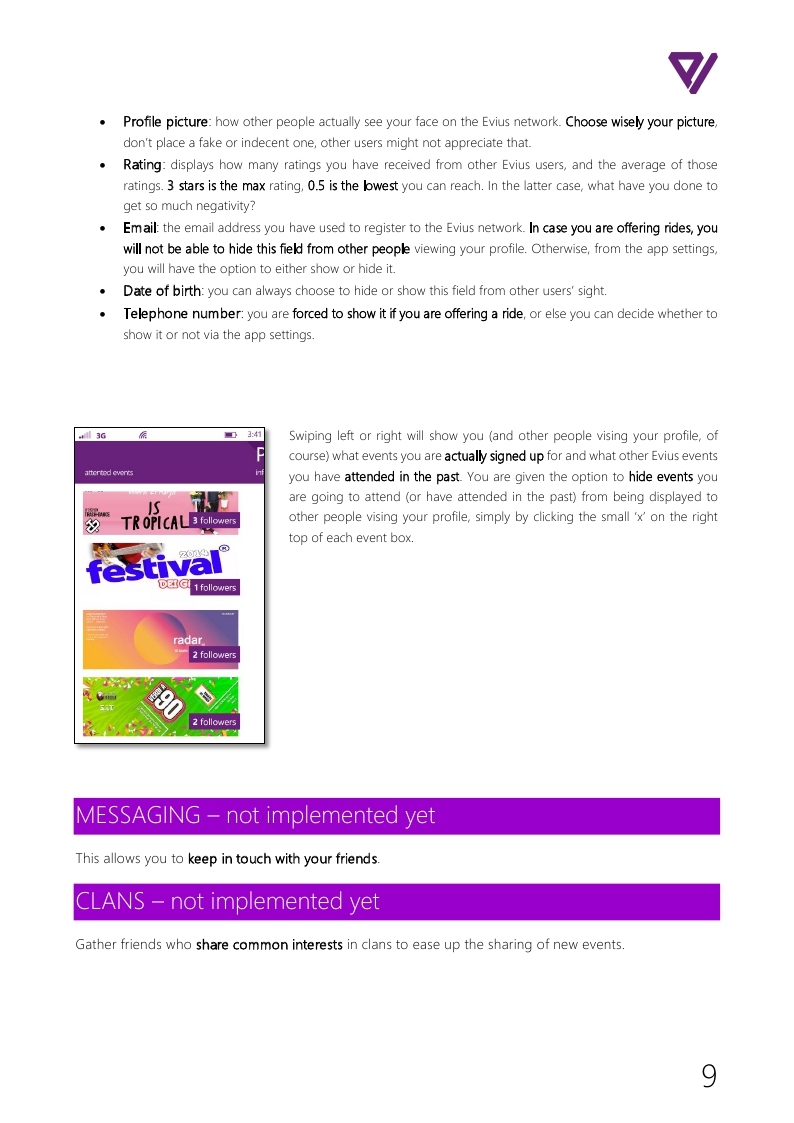 • Profile picture: how other people actually see your face on the Evius network. Choose wisely your picture,
don't place a fake or indecent one, other users might not appreciate that.
• Rating: displays how many ratings you have received from other Evius users, and the average of those
ratings. 3 stars is the max rating, 0.5 is the lowest you can reach. In the latter case, what have you done to
get so much negativity?
• Email: the email address you have used to register to the Evius network. In case you are offering rides, you
will not be able to hide this field from other people viewing your profile. Otherwise, from the app settings,
you will have the option to either show or hide it.
• Date of birth: you can always choose to hide or show this field from other users' sight.
• Telephone number: you are forced to show it if you are offering a ride, or else you can decide whether to
show it or not via the app settings.
3G 3:41
P
attented events inf
IS
TROPICAL
3 followers
2014
festival
DEI G
1 followers
radar
2 followers
90
2 followers
Swiping left or right will show you (and other people vising your profile, of
course) what events you are actually signed up for and what other Evius events
you have attended in the past. You are given the option to hide events you
are going to attend (or have attended in the past) from being displayed to
other people vising your profile, simply by clicking the small 'x' on the right
top of each event box.
MESSAGING – not implemented yet
This allows you to keep in touch with your friends.
CLANS – not implemented yet
Gather friends who share common interests in clans to ease up the sharing of new events.
9